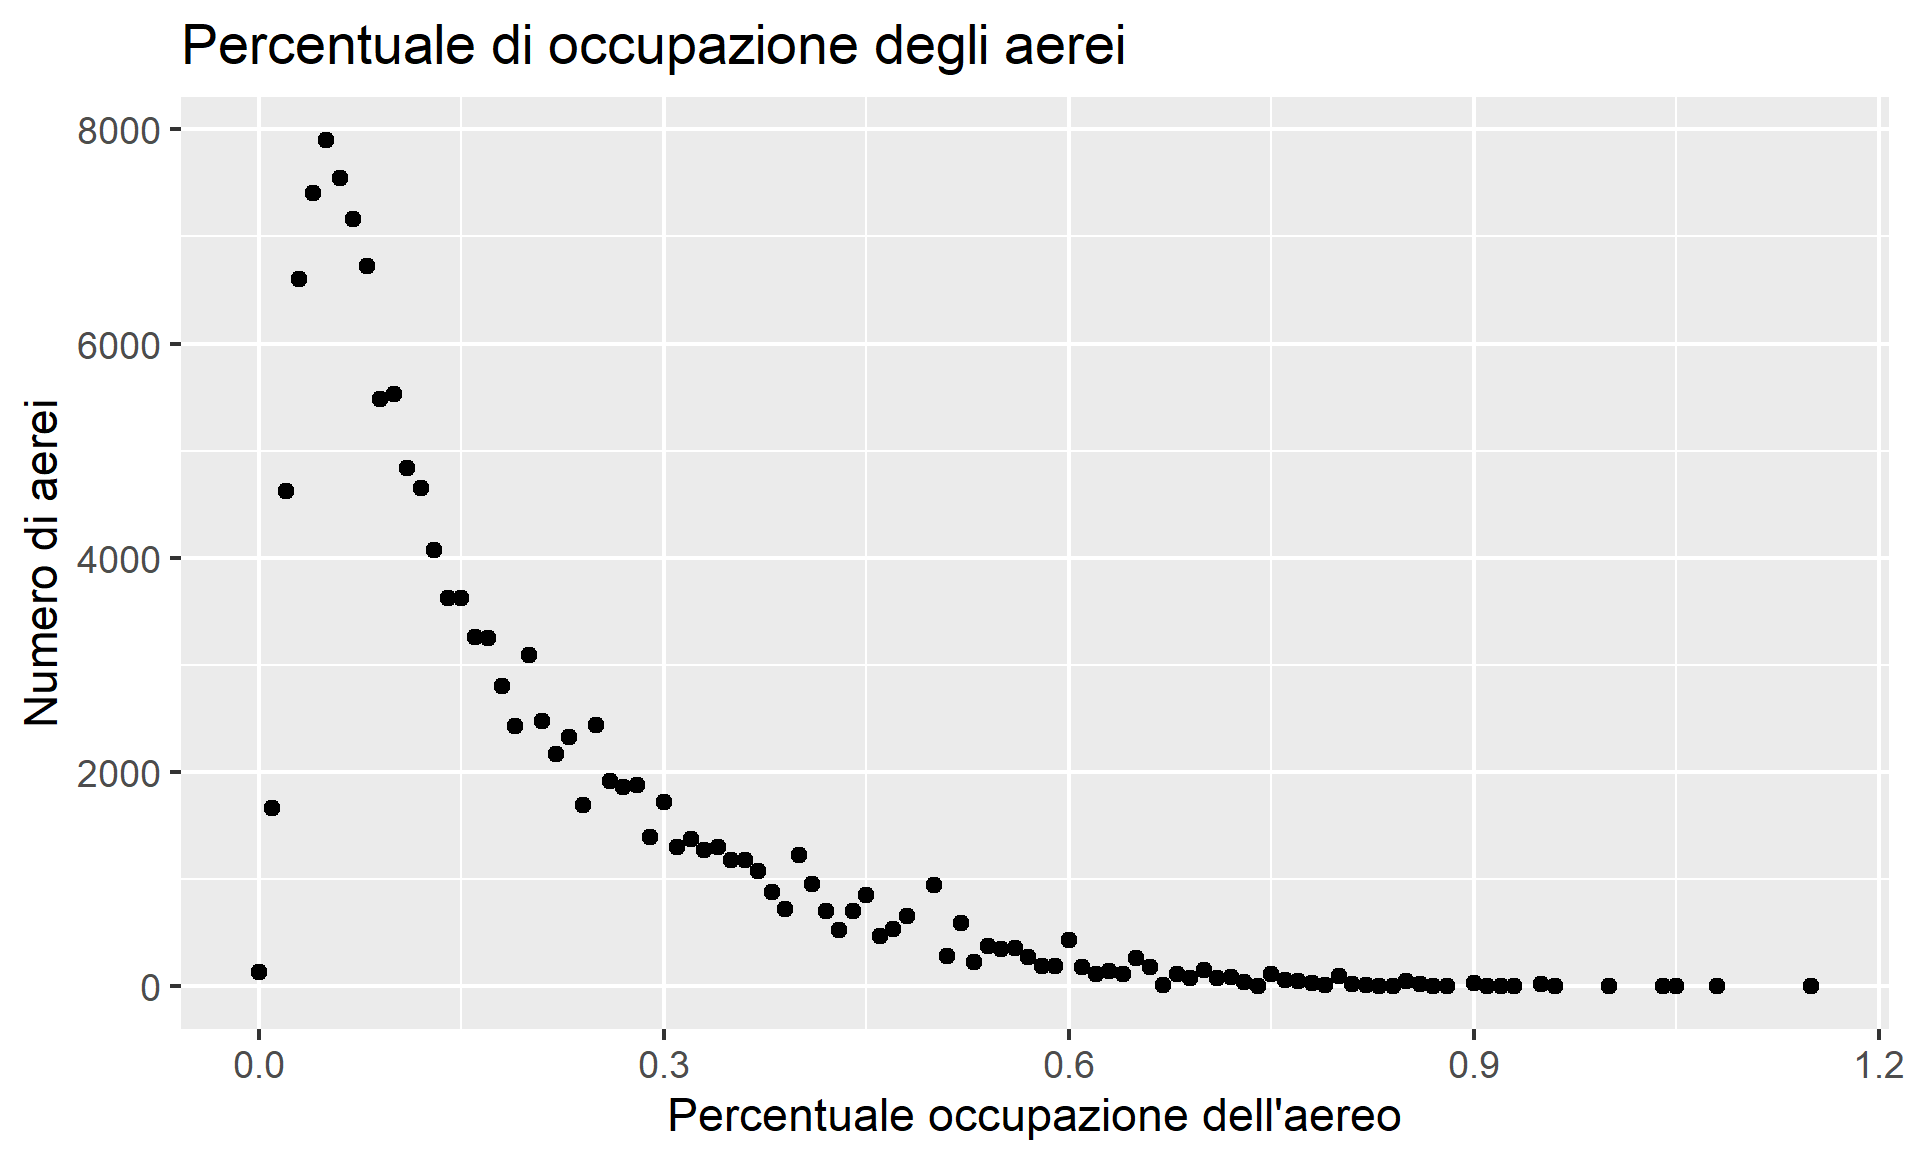 Percentuale di occupazione degli aerei
Numero di aerei
8000
6000
4000
2000
0
0.0 0.3 0.6 0.9 1.2
Percentuale occupazione dell'aereo